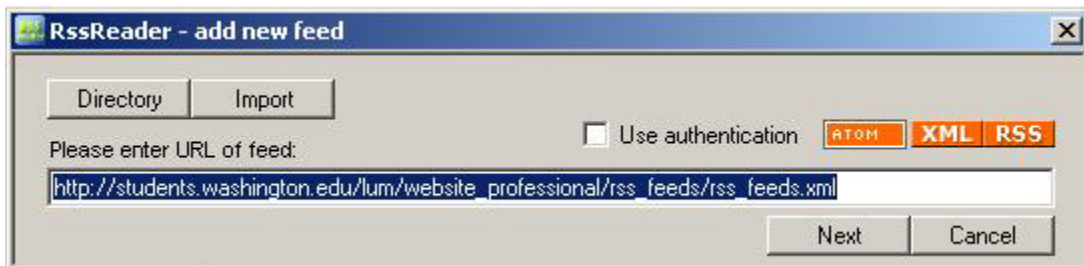 RssReader - add new feed
Directory Import
Use authentication ATOM XML RSS
Please enter URL of feed:
http://students.washington.edu/lum/website_professional/rss_feeds/rss_feeds.xml
Next Cancel